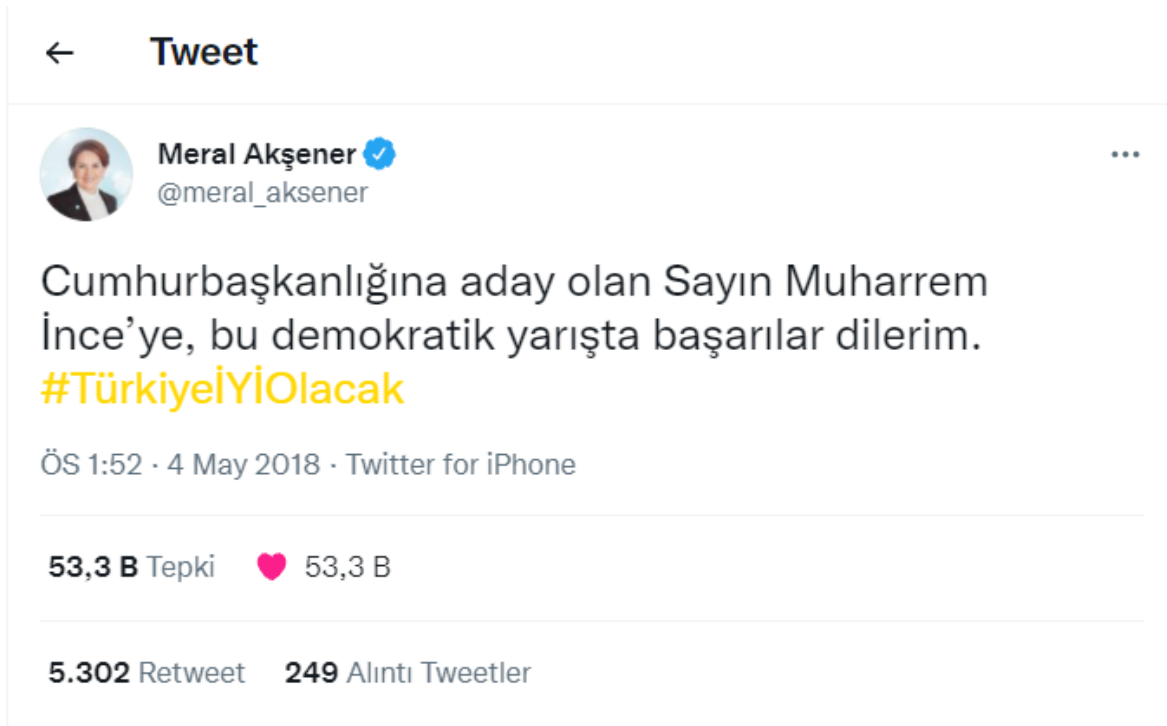 Tweet
Meral Akşener
@meral_aksener
Cumhurbaşkanlığına aday olan Sayın Muharrem
İnce’ye, bu demokratik yarışta başarılar dilerim.
#TürkiyeİYİOlacak
ÖS 1:52 · 4 May 2018 · Twitter for iPhone
53,3 B Tepki 53,3 B
5.302 Retweet 249 Alıntı Tweetler